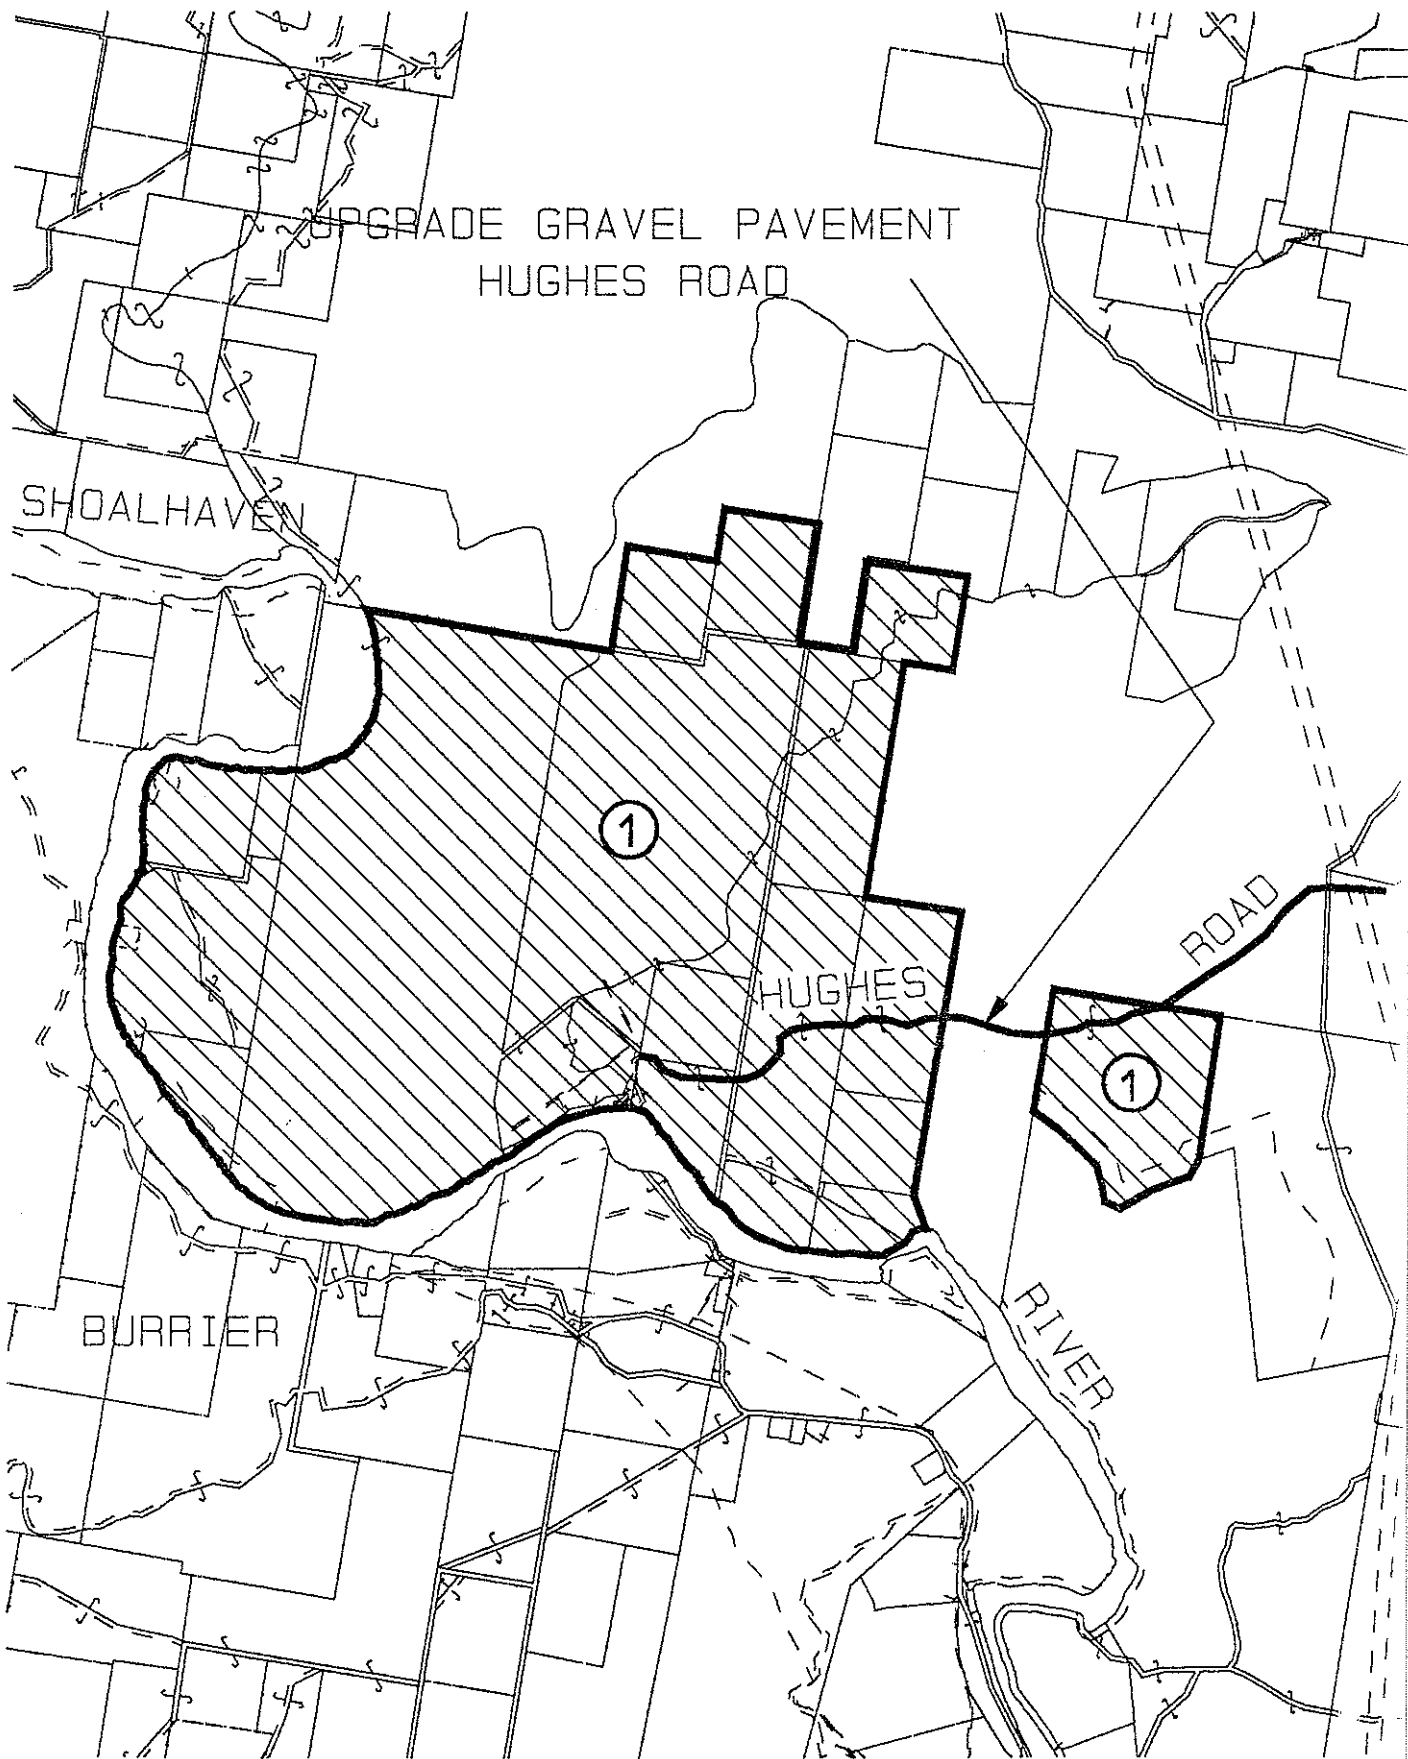 UPGRADE GRAVEL PAVEMENT
HUGHES ROAD
SHOALHAVEN
1
ROAD
HUGHES
1
RIVER
BURRIER